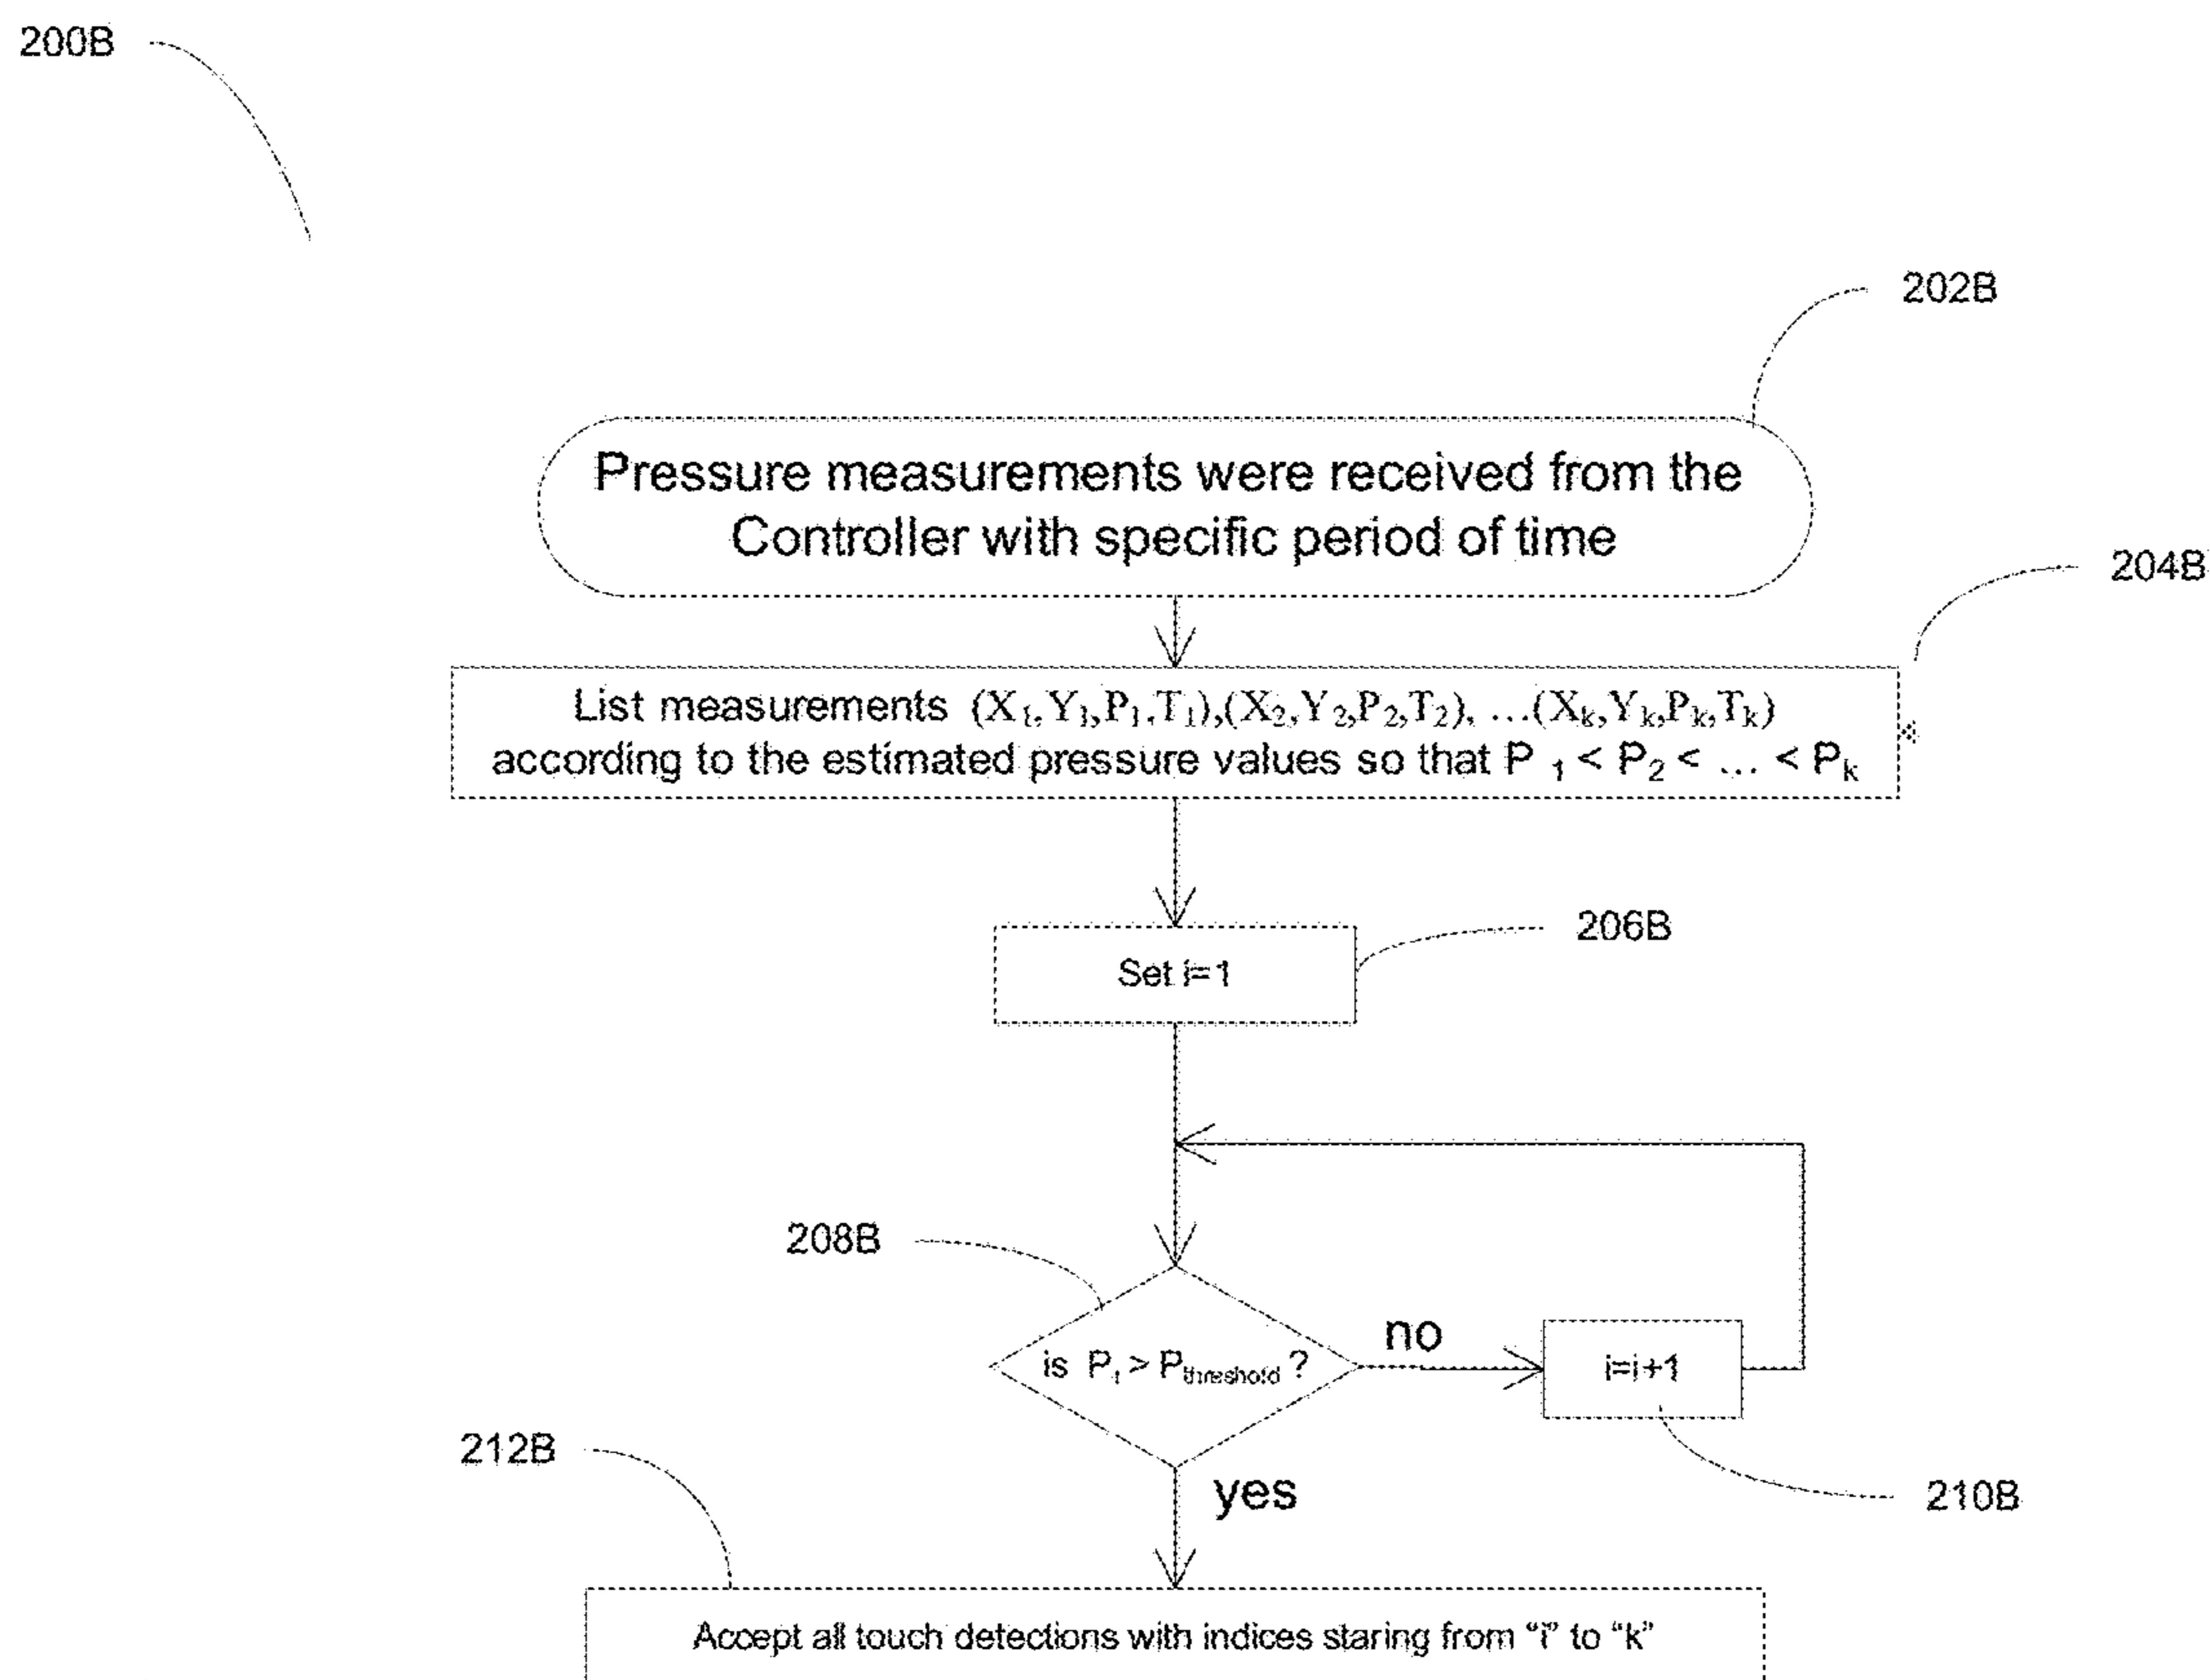 200B
202B
Pressure measurements were received from the
Controller with specific period of time
204B
List measurements (X₁,Y₁,P₁,T₁),(X₂,Y₂,P₂,T₂), …(Xₖ,Yₖ,Pₖ,Tₖ)
according to the estimated pressure values so that P ₁ < P₂ < … < Pₖ
206B
Set i=1
208B
is Pᵢ > Pthreshold ?
no
i=i+1
210B
212B
yes
Accept all touch detections with indices staring from “i” to “k”